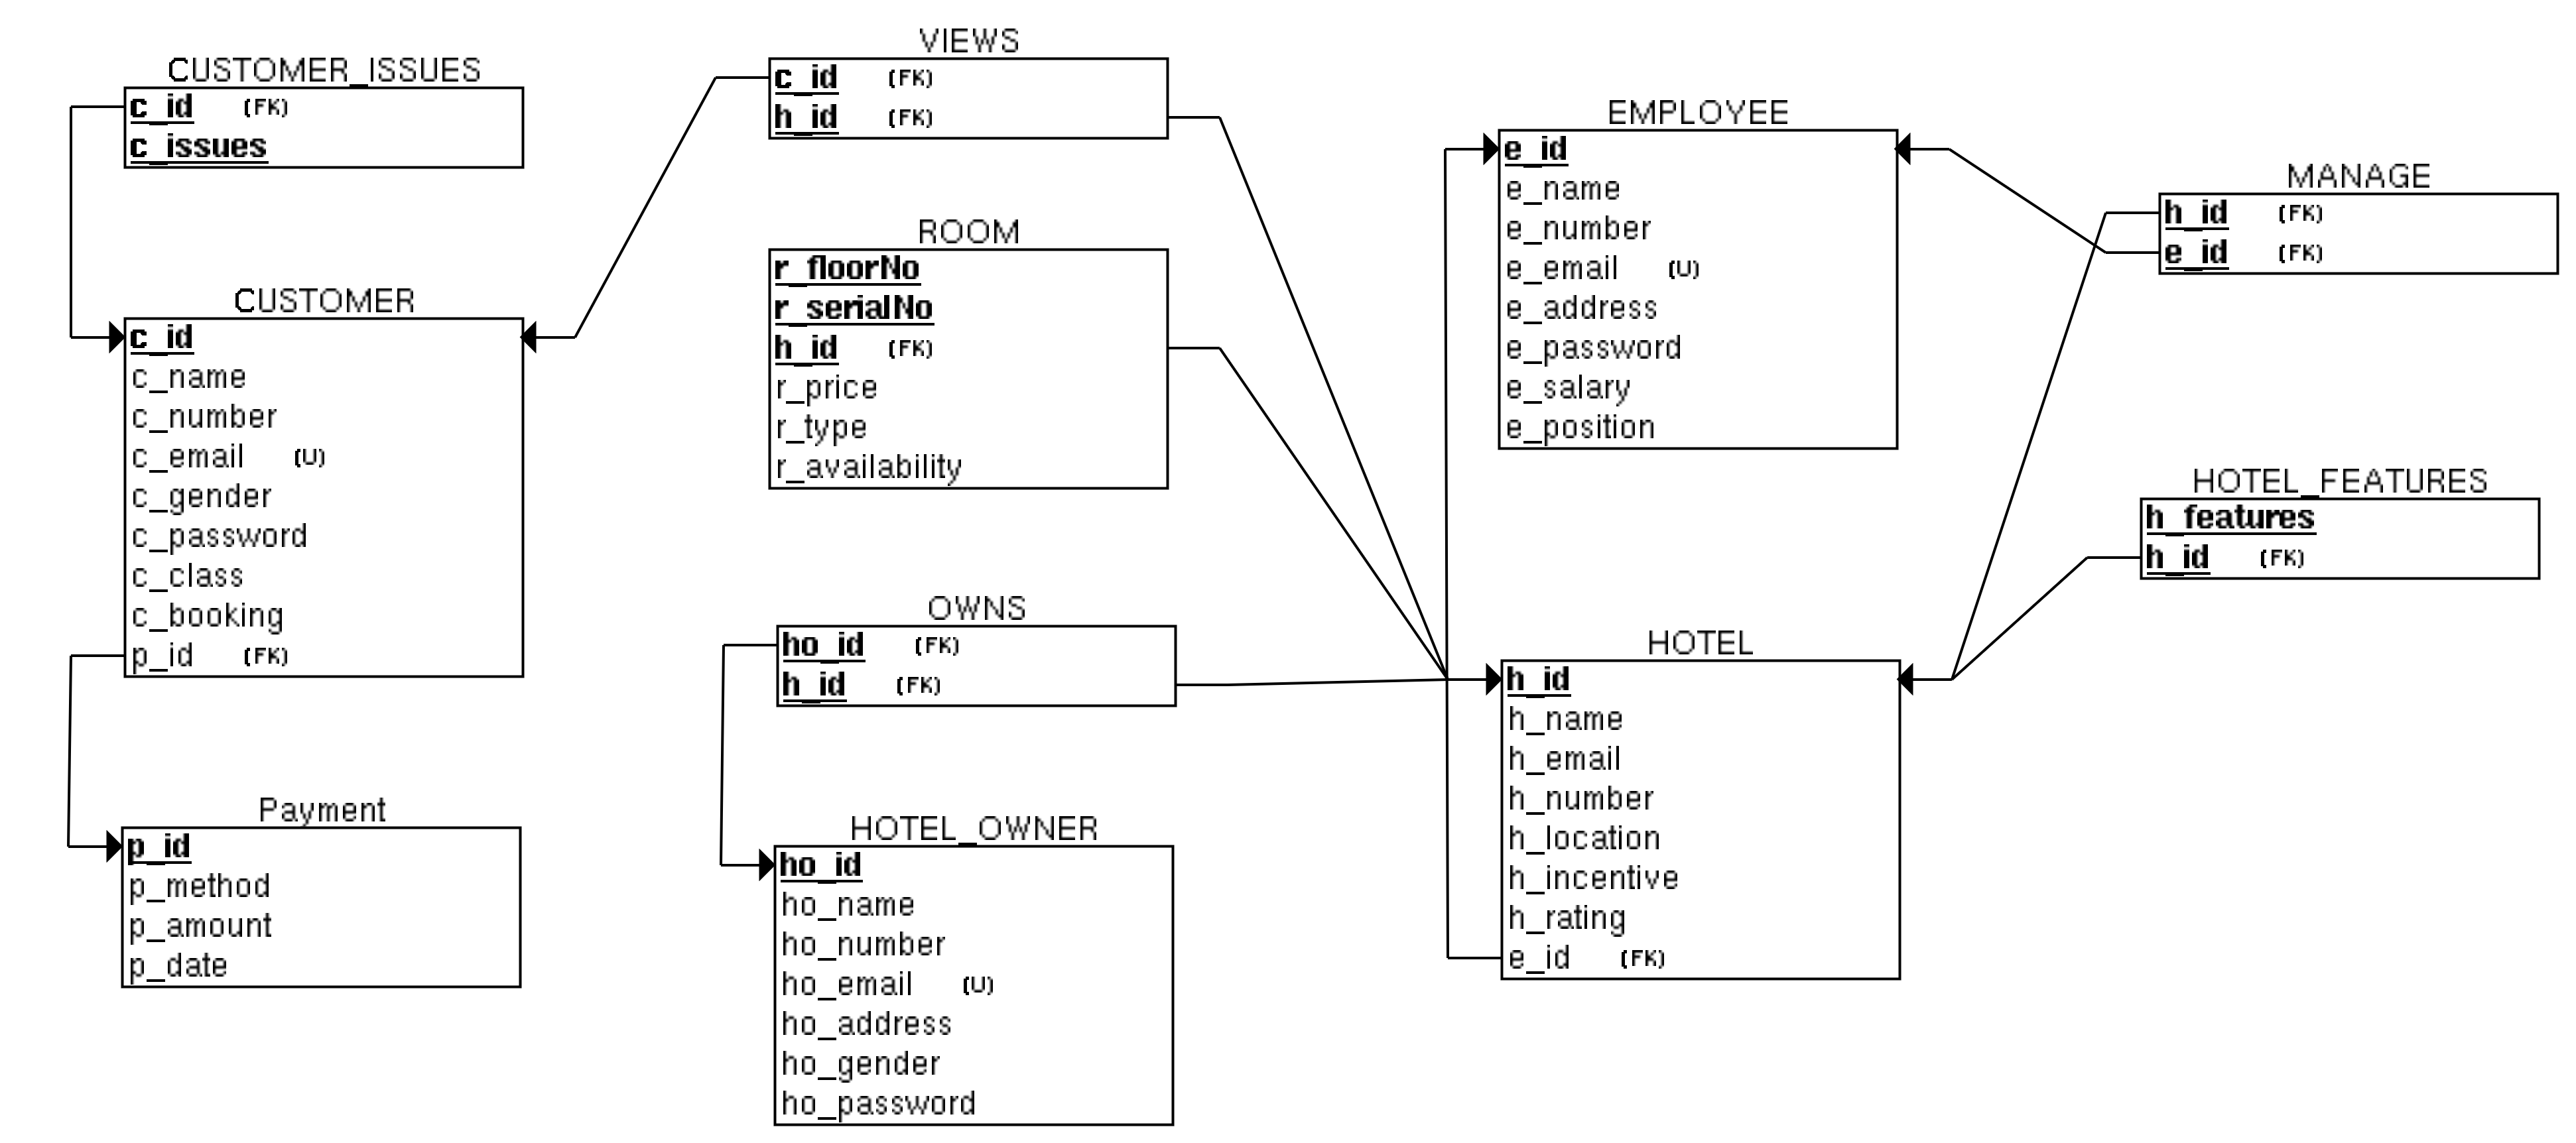 CUSTOMER_ISSUES
c_id (FK)
c_issues
CUSTOMER
c_id
c_name
c_number
c_email (U)
c_gender
c_password
c_class
c_booking
p_id (FK)
Payment
p_id
p_method
p_amount
p_date
VIEWS
c_id (FK)
h_id (FK)
ROOM
r_floorNo
r_serialNo
h_id (FK)
r_price
r_type
r_availability
OWNS
ho_id (FK)
h_id (FK)
HOTEL_OWNER
ho_id
ho_name
ho_number
ho_email (U)
ho_address
ho_gender
ho_password
EMPLOYEE
e_id
e_name
e_number
e_email (U)
e_address
e_password
e_salary
e_position
HOTEL
h_id
h_name
h_email
h_number
h_location
h_incentive
h_rating
e_id (FK)
MANAGE
h_id (FK)
e_id (FK)
HOTEL_FEATURES
h_features
h_id (FK)